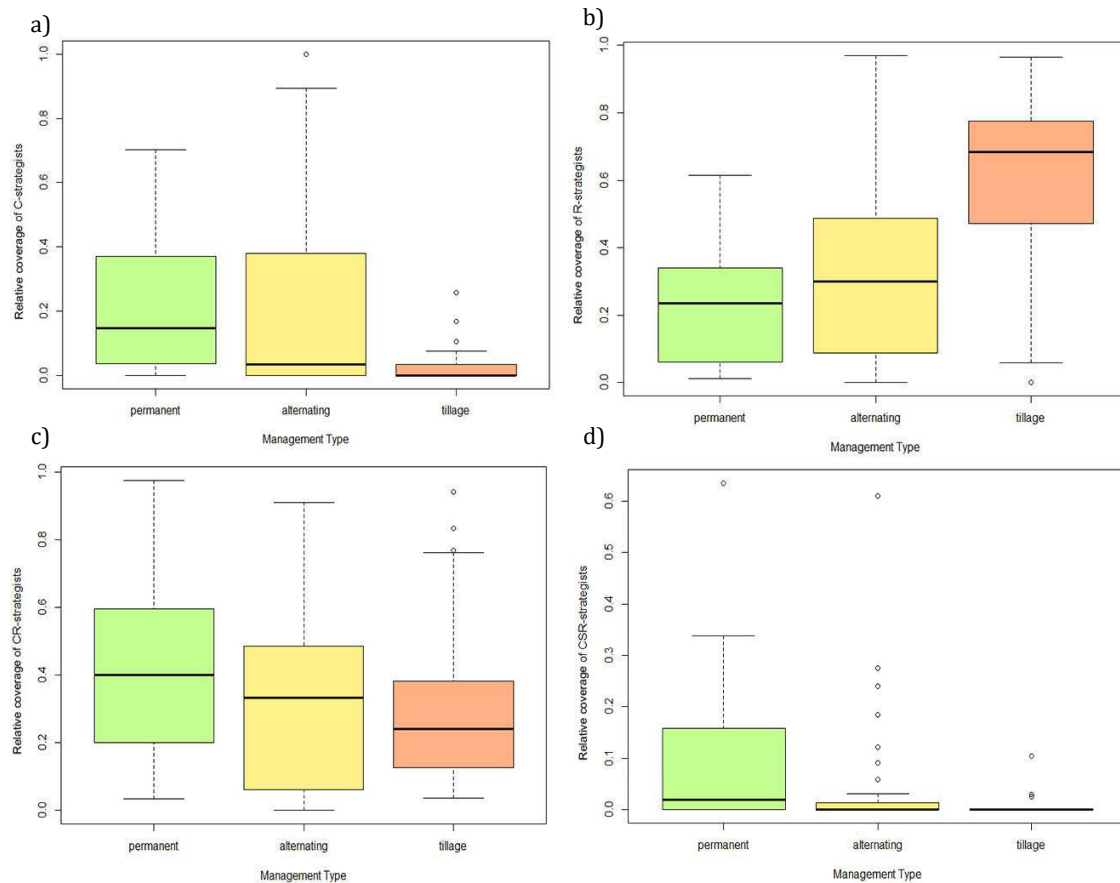 a)
Relative coverage of C-strategists
1.0
0.8
0.6
0.4
0.2
0.0
permanent alternating tillage
Management Type
b)
Relative coverage of R-strategists
1.0
0.8
0.6
0.4
0.2
0.0
permanent alternating tillage
Management Type
c)
Relative coverage of CR-strategists
1.0
0.8
0.6
0.4
0.2
0.0
permanent alternating tillage
Management Type
d)
Relative coverage of CSR-strategists
0.6
0.5
0.4
0.3
0.2
0.1
0.0
permanent alternating tillage
Management Type